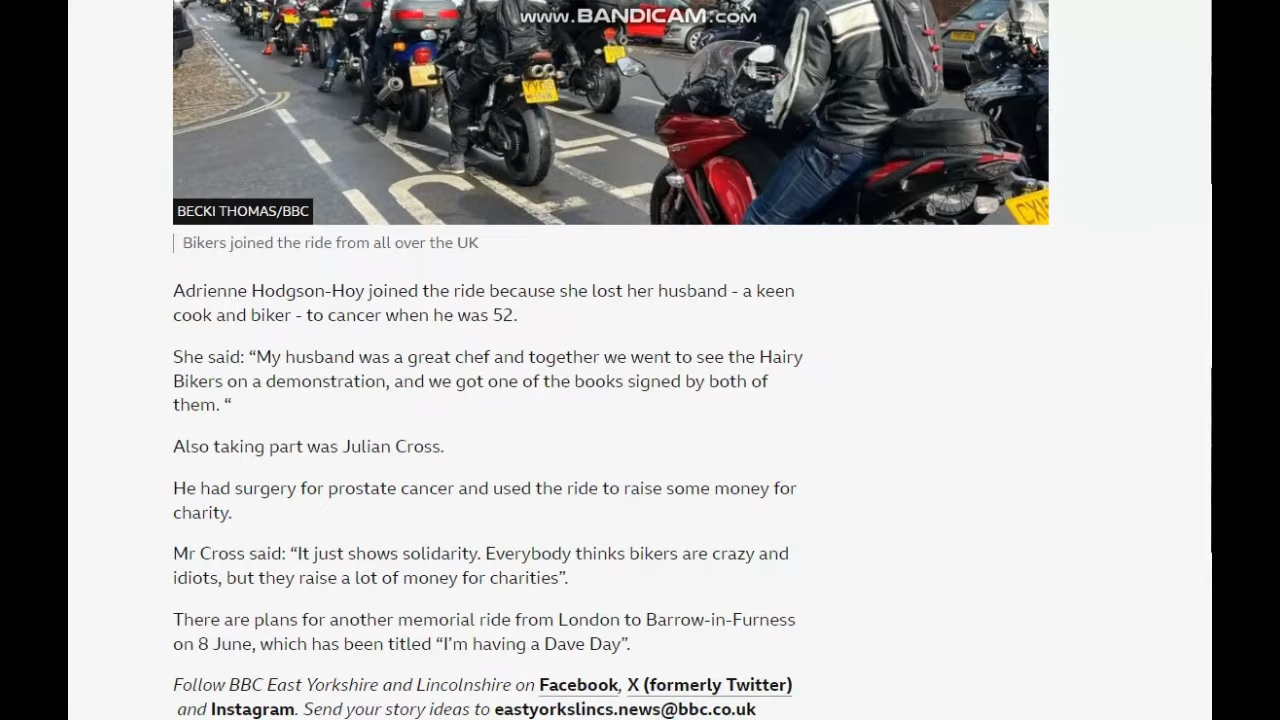 www.BANDICAM.com
BECKI THOMAS/BBC
Bikers joined the ride from all over the UK
Adrienne Hodgson-Hoy joined the ride because she lost her husband - a keen
cook and biker - to cancer when he was 52.
She said: “My husband was a great chef and together we went to see the Hairy
Bikers on a demonstration, and we got one of the books signed by both of
them. “
Also taking part was Julian Cross.
He had surgery for prostate cancer and used the ride to raise some money for
charity.
Mr Cross said: “It just shows solidarity. Everybody thinks bikers are crazy and
idiots, but they raise a lot of money for charities”.
There are plans for another memorial ride from London to Barrow-in-Furness
on 8 June, which has been titled “I’m having a Dave Day”.
Follow BBC East Yorkshire and Lincolnshire on Facebook, X (formerly Twitter)
and Instagram. Send your story ideas to eastyorkslincs.news@bbc.co.uk